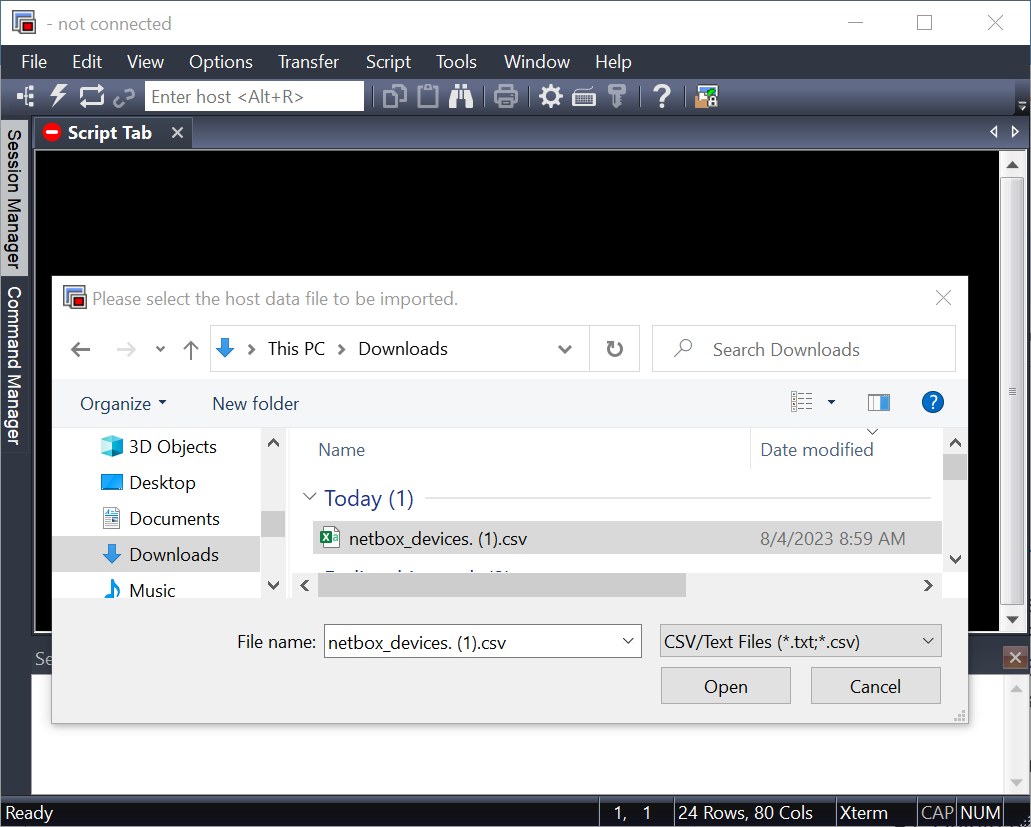 - not connected
File Edit View Options Transfer Script Tools Window Help
Enter host <Alt+R>
Script Tab
Session Manager
Command Manager
Please select the host data file to be imported.
This PC > Downloads
Search Downloads
Organize New folder
3D Objects
Desktop
Documents
Downloads
Music
Name Date modified
Today (1)
netbox_devices. (1).csv 8/4/2023 8:59 AM
File name: netbox_devices. (1).csv CSV/Text Files (*.txt;*.csv)
Open Cancel
Ready 1, 1 24 Rows, 80 Cols Xterm CAP NUM